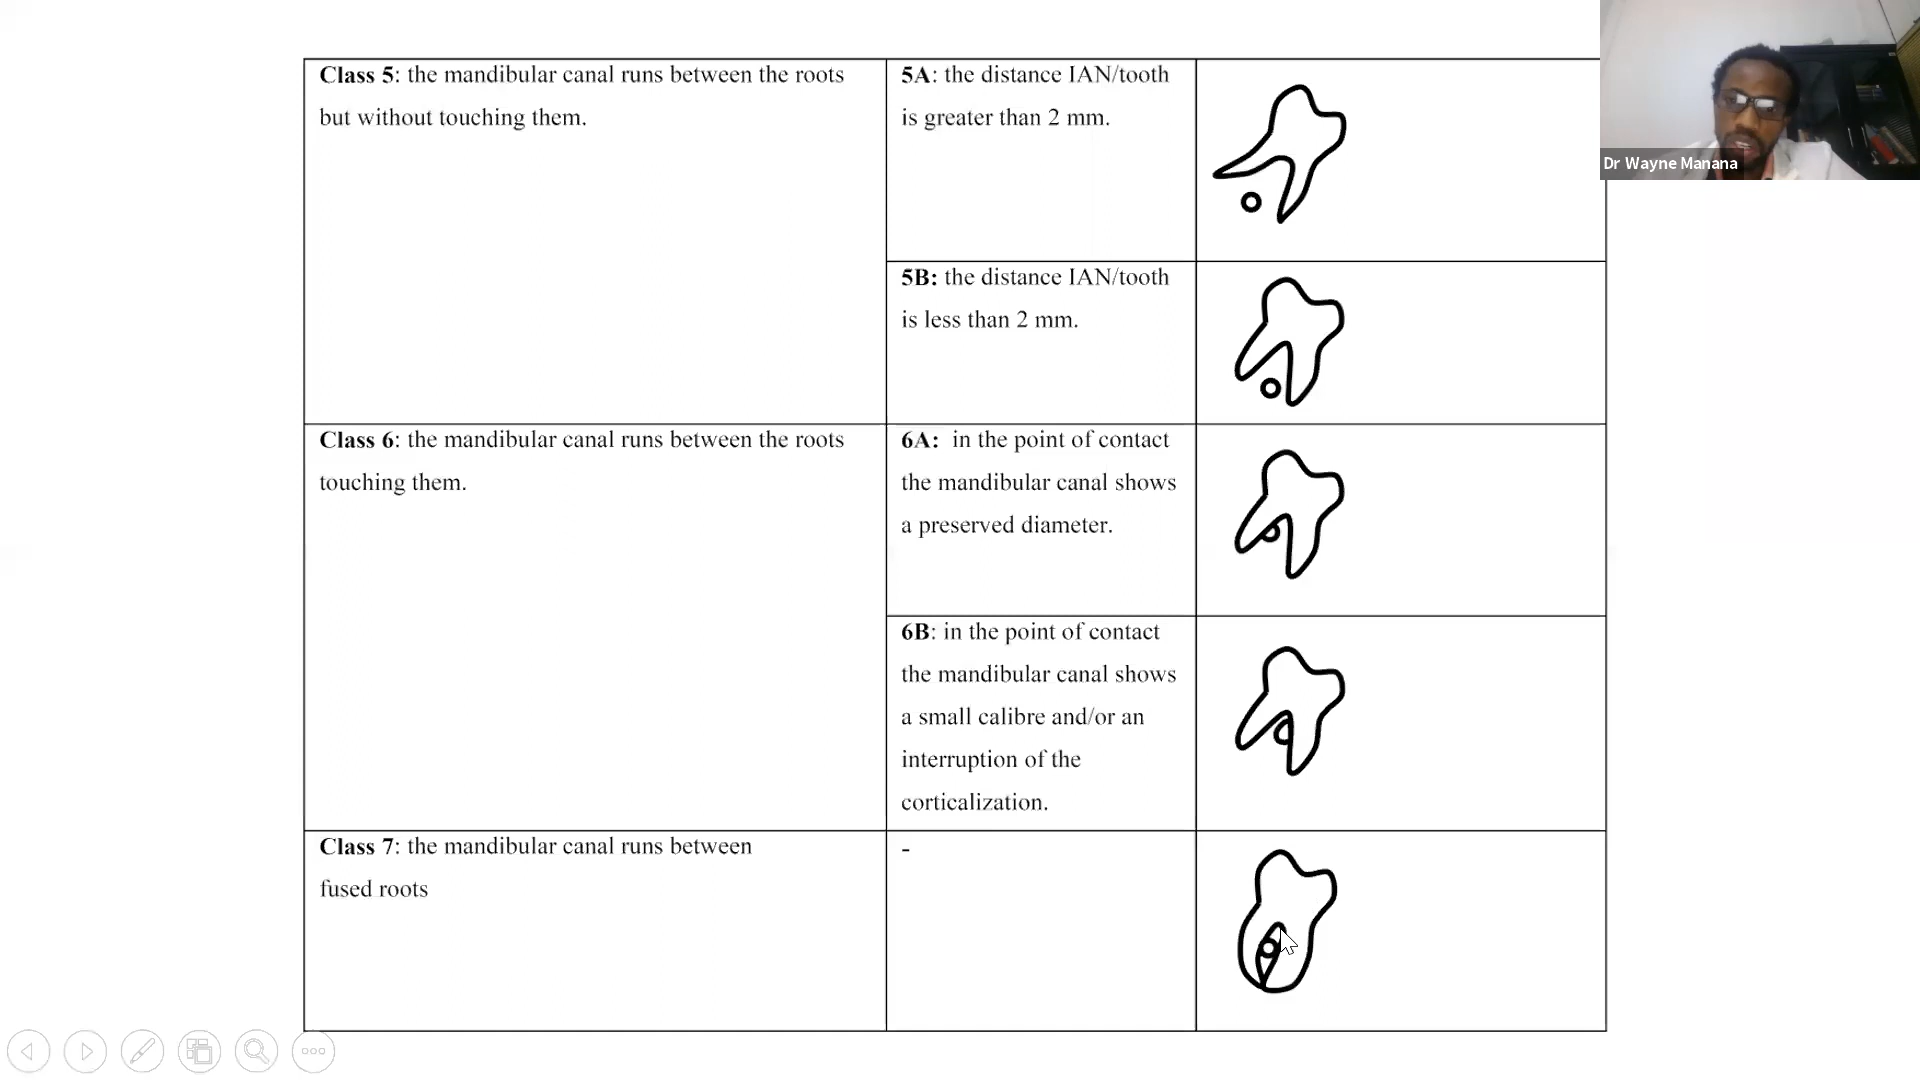 Class 5: the mandibular canal runs between the roots
but without touching them.
5A: the distance IAN/tooth
is greater than 2 mm.
5B: the distance IAN/tooth
is less than 2 mm.
Class 6: the mandibular canal runs between the roots
touching them.
6A: in the point of contact
the mandibular canal shows
a preserved diameter.
6B: in the point of contact
the mandibular canal shows
a small calibre and/or an
interruption of the
corticalization.
Class 7: the mandibular canal runs between
fused roots
-
Dr Wayne Manana